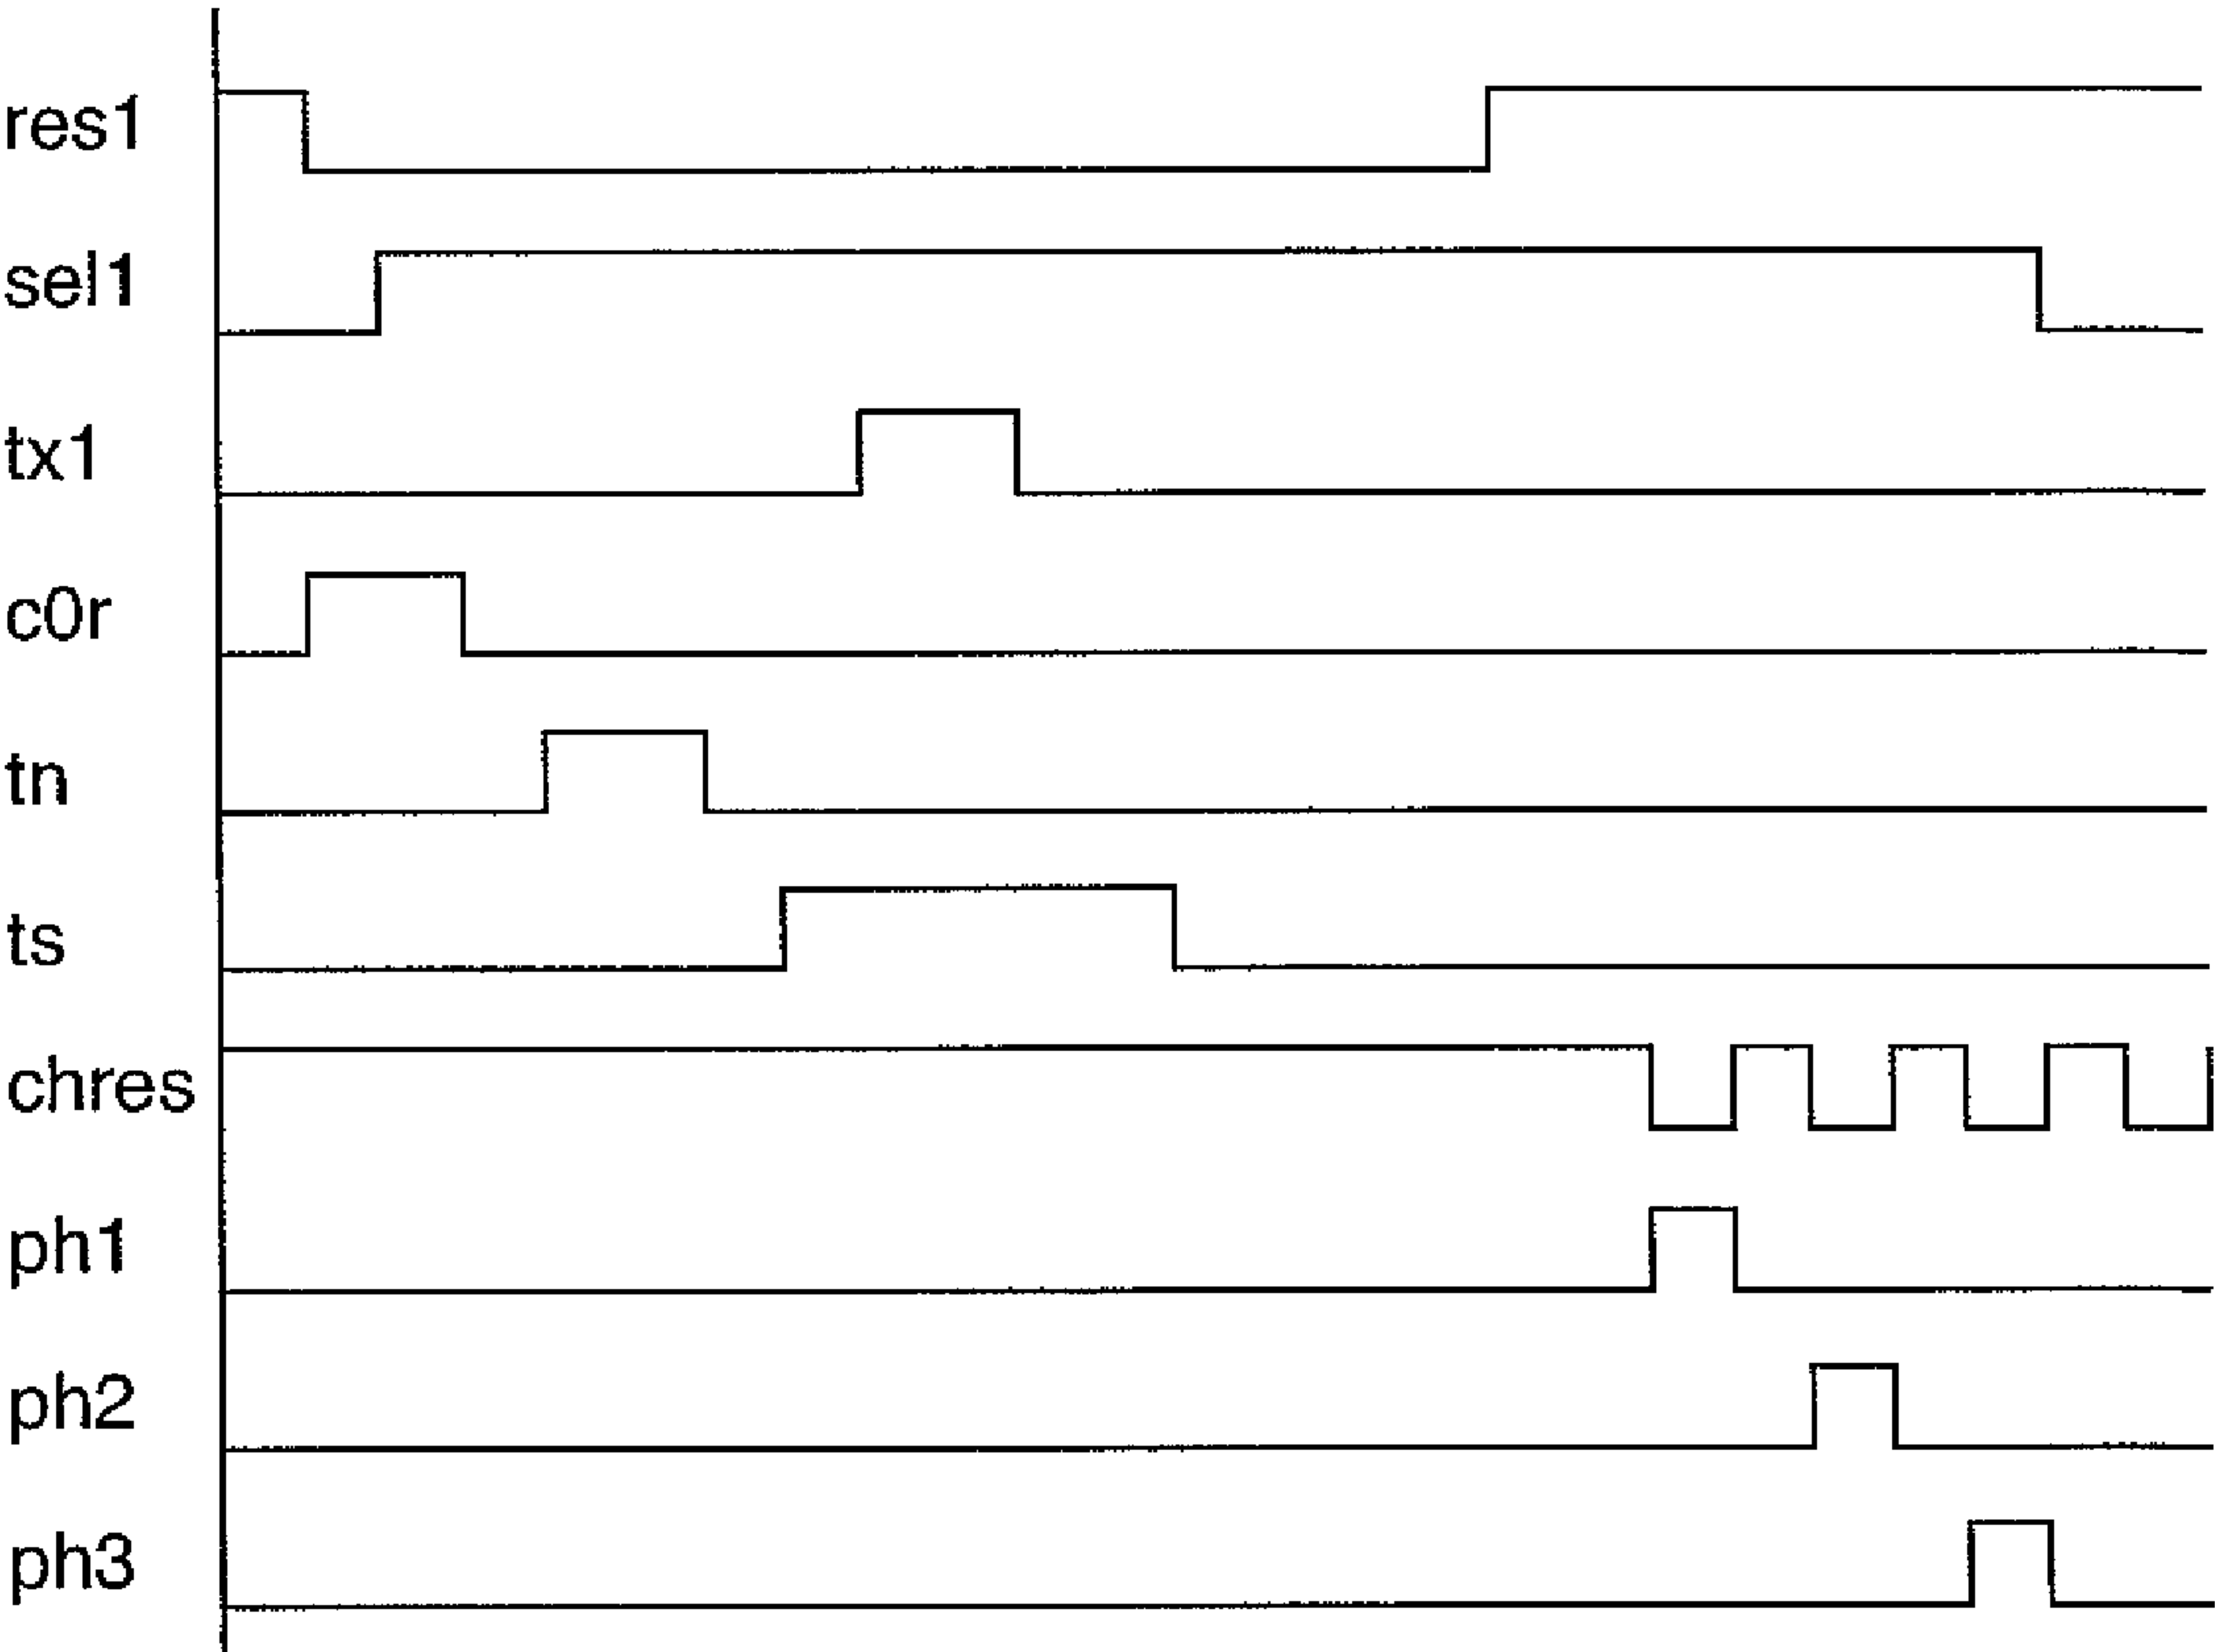 res1
sel1
tx1
c0r
tn
ts
chres
ph1
ph2
ph3